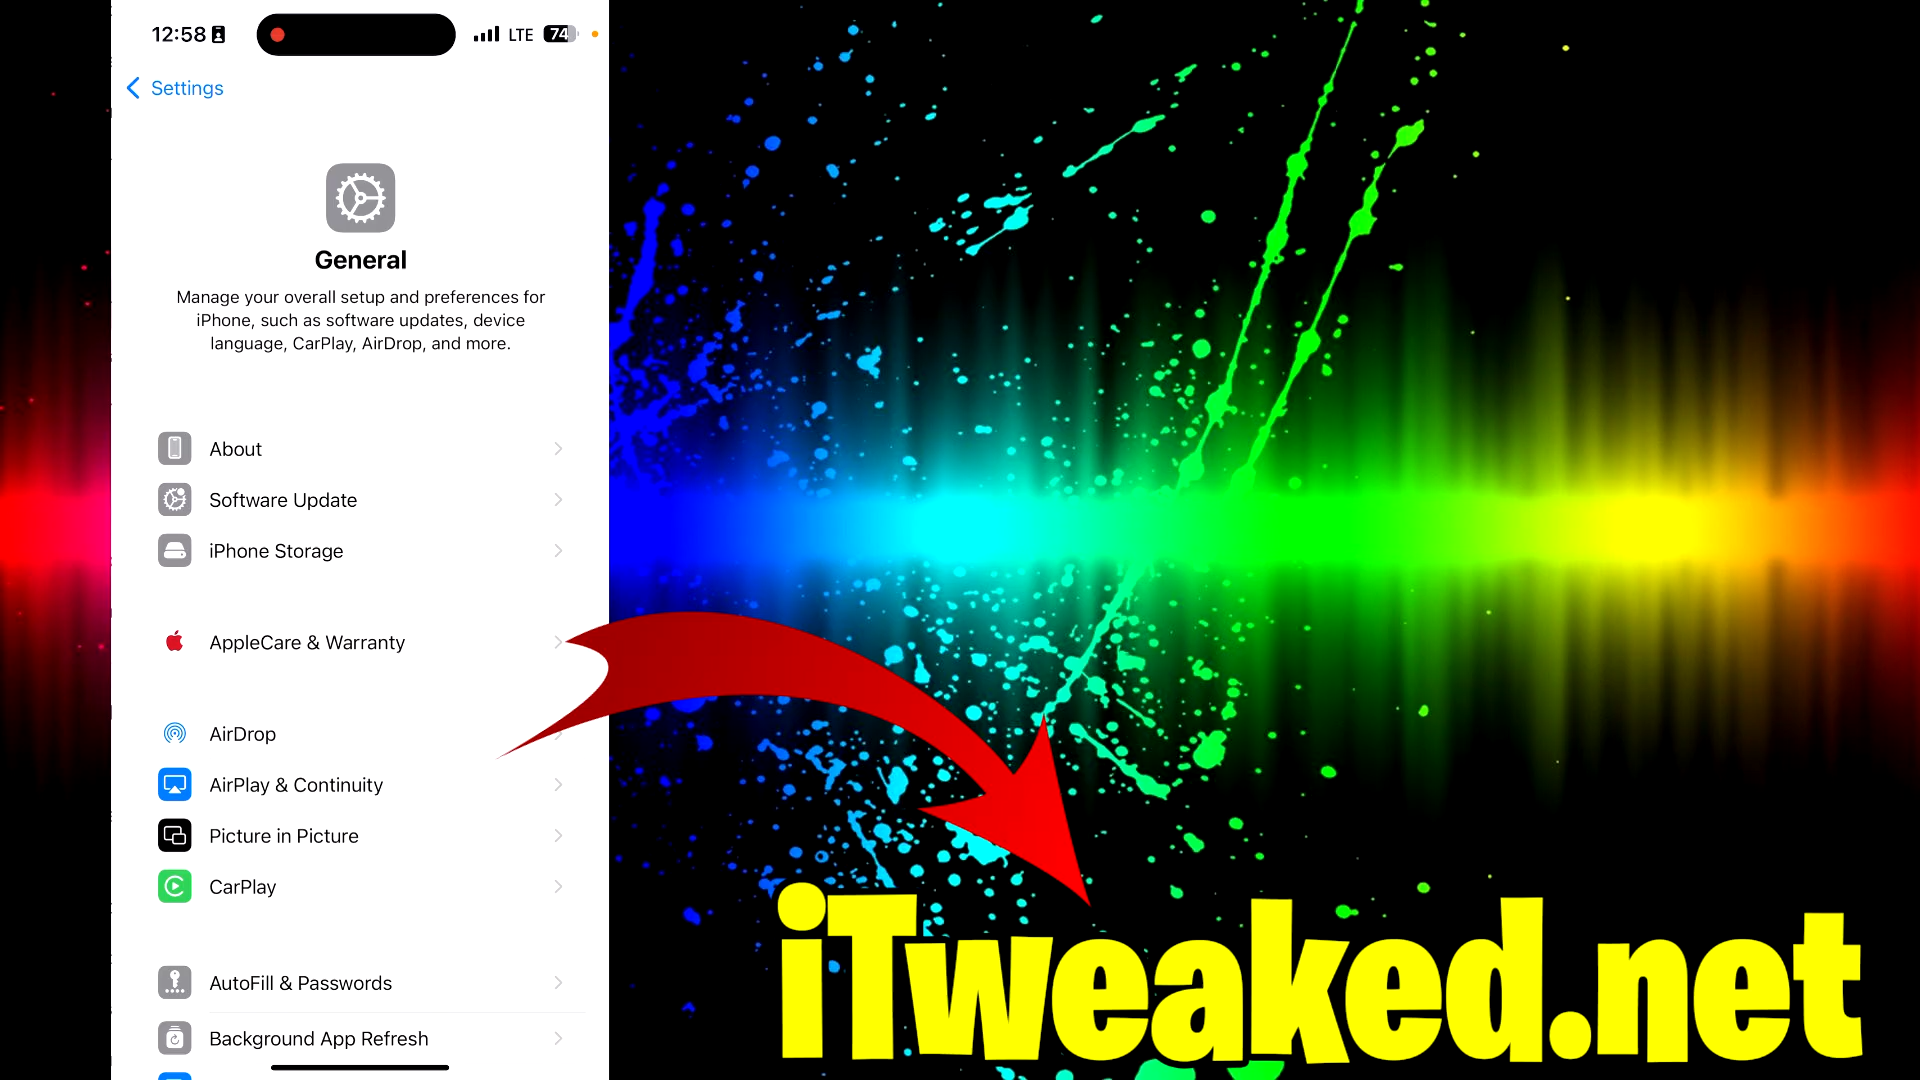 12:58
LTE
74
Settings
General
Manage your overall setup and preferences for
iPhone, such as software updates, device
language, CarPlay, AirDrop, and more.
About
Software Update
iPhone Storage
AppleCare & Warranty
AirDrop
AirPlay & Continuity
Picture in Picture
CarPlay
AutoFill & Passwords
Background App Refresh
iTweaked.net